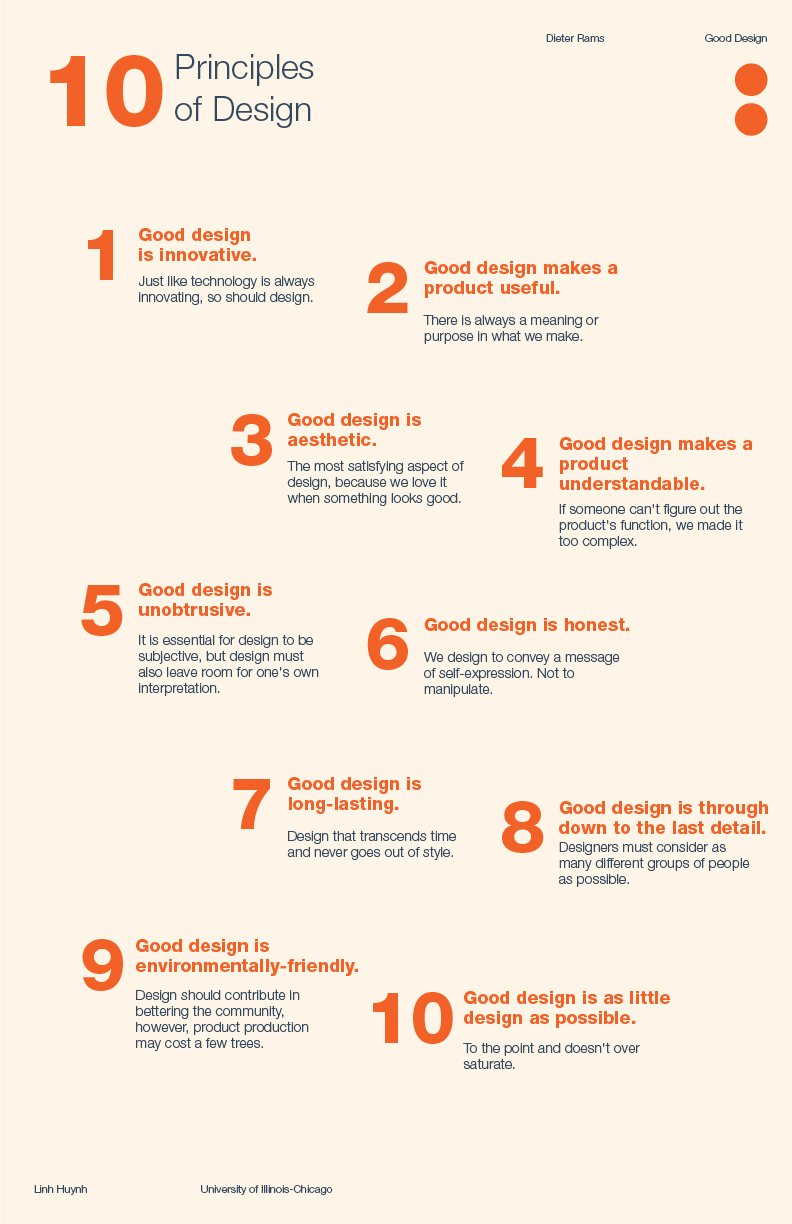 Dieter Rams
Good Design
10 Principles
of Design
1
Good design
is innovative.
Just like technology is always
innovating, so should design.
2
Good design makes a
product useful.
There is always a meaning or
purpose in what we make.
3
Good design is
aesthetic.
The most satisfying aspect of
design, because we love it
when something looks good.
4
Good design makes a
product
understandable.
If someone can't figure out the
product's function, we made it
too complex.
5
Good design is
unobtrusive.
It is essential for design to be
subjective, but design must
also leave room for one's own
interpretation.
6
Good design is honest.
We design to convey a message
of self-expression. Not to
manipulate.
7
Good design is
long-lasting.
Design that transcends time
and never goes out of style.
8
Good design is through
down to the last detail.
Designers must consider as
many different groups of people
as possible.
9
Good design is
environmentally-friendly.
Design should contribute in
bettering the community,
however, product production
may cost a few trees.
10
Good design is as little
design as possible.
To the point and doesn't over
saturate.
Linh Huynh
University of Illinois-Chicago